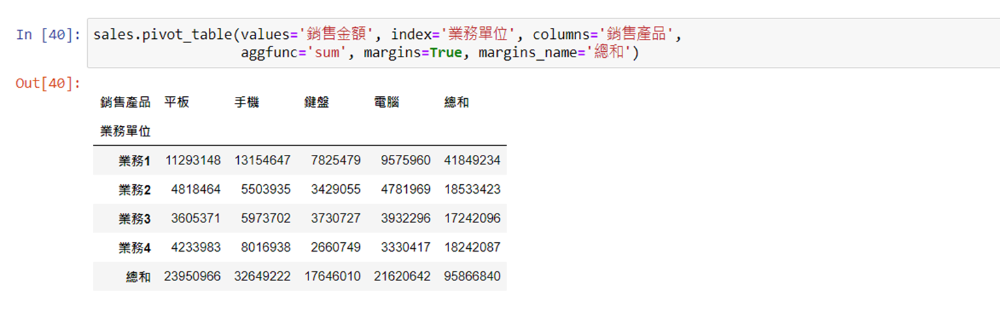 In [40]: sales.pivot_table(values='銷售金額', index='業務單位', columns='銷售產品',
aggfunc='sum', margins=True, margins_name='總和')
Out[40]:
銷售產品 平板 手機 鍵盤 電腦 總和
業務單位
業務1 11293148 13154647 7825479 9575960 41849234
業務2 4818464 5503935 3429055 4781969 18533423
業務3 3605371 5973702 3730727 3932296 17242096
業務4 4233983 8016938 2660749 3330417 18242087
總和 23950966 32649222 17646010 21620642 95866840